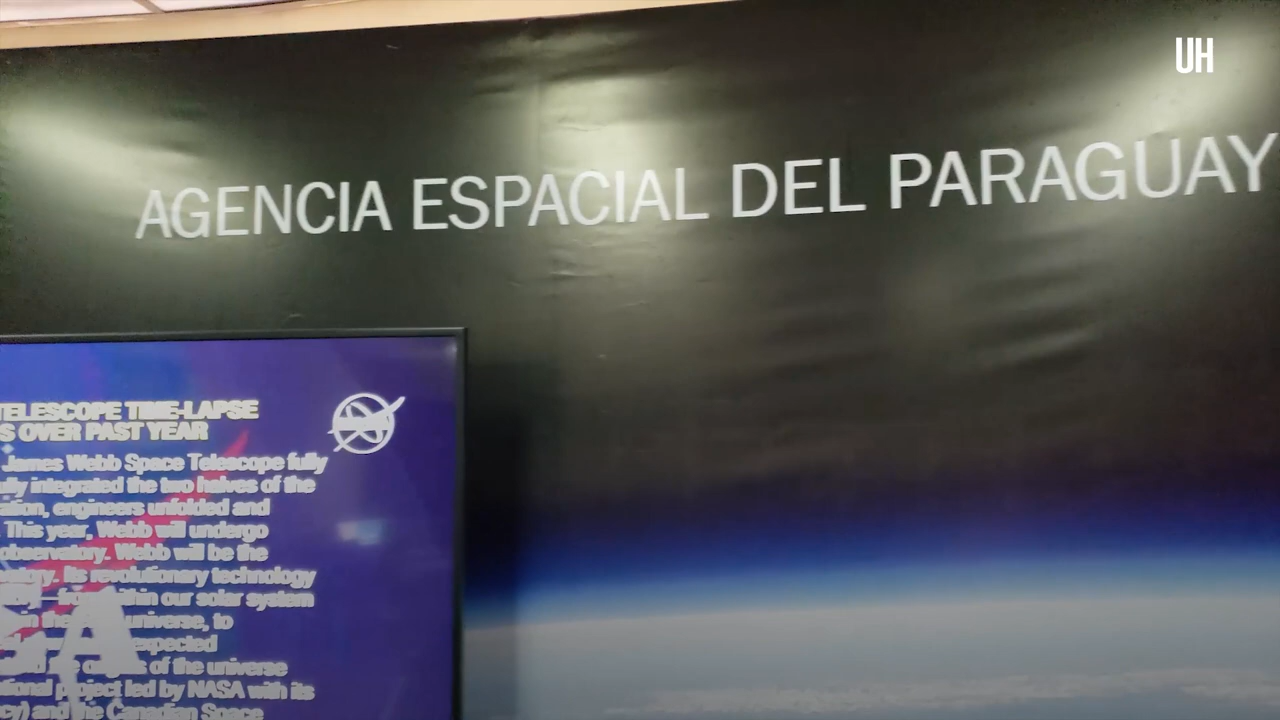 UH
AGENCIA ESPACIAL DEL PARAGUAY
TELESCOPE TIME-LAPSE
S OVER PAST YEAR
James Webb Space Telescope fully
integrated the two halves of the
engineers unfolded and
This year, Webb will undergo
observatory. Webb will be the
Its revolutionary technology
within our solar system
in the universe, to
expected
of the universe
project led by NASA with its
and the Canadian Space